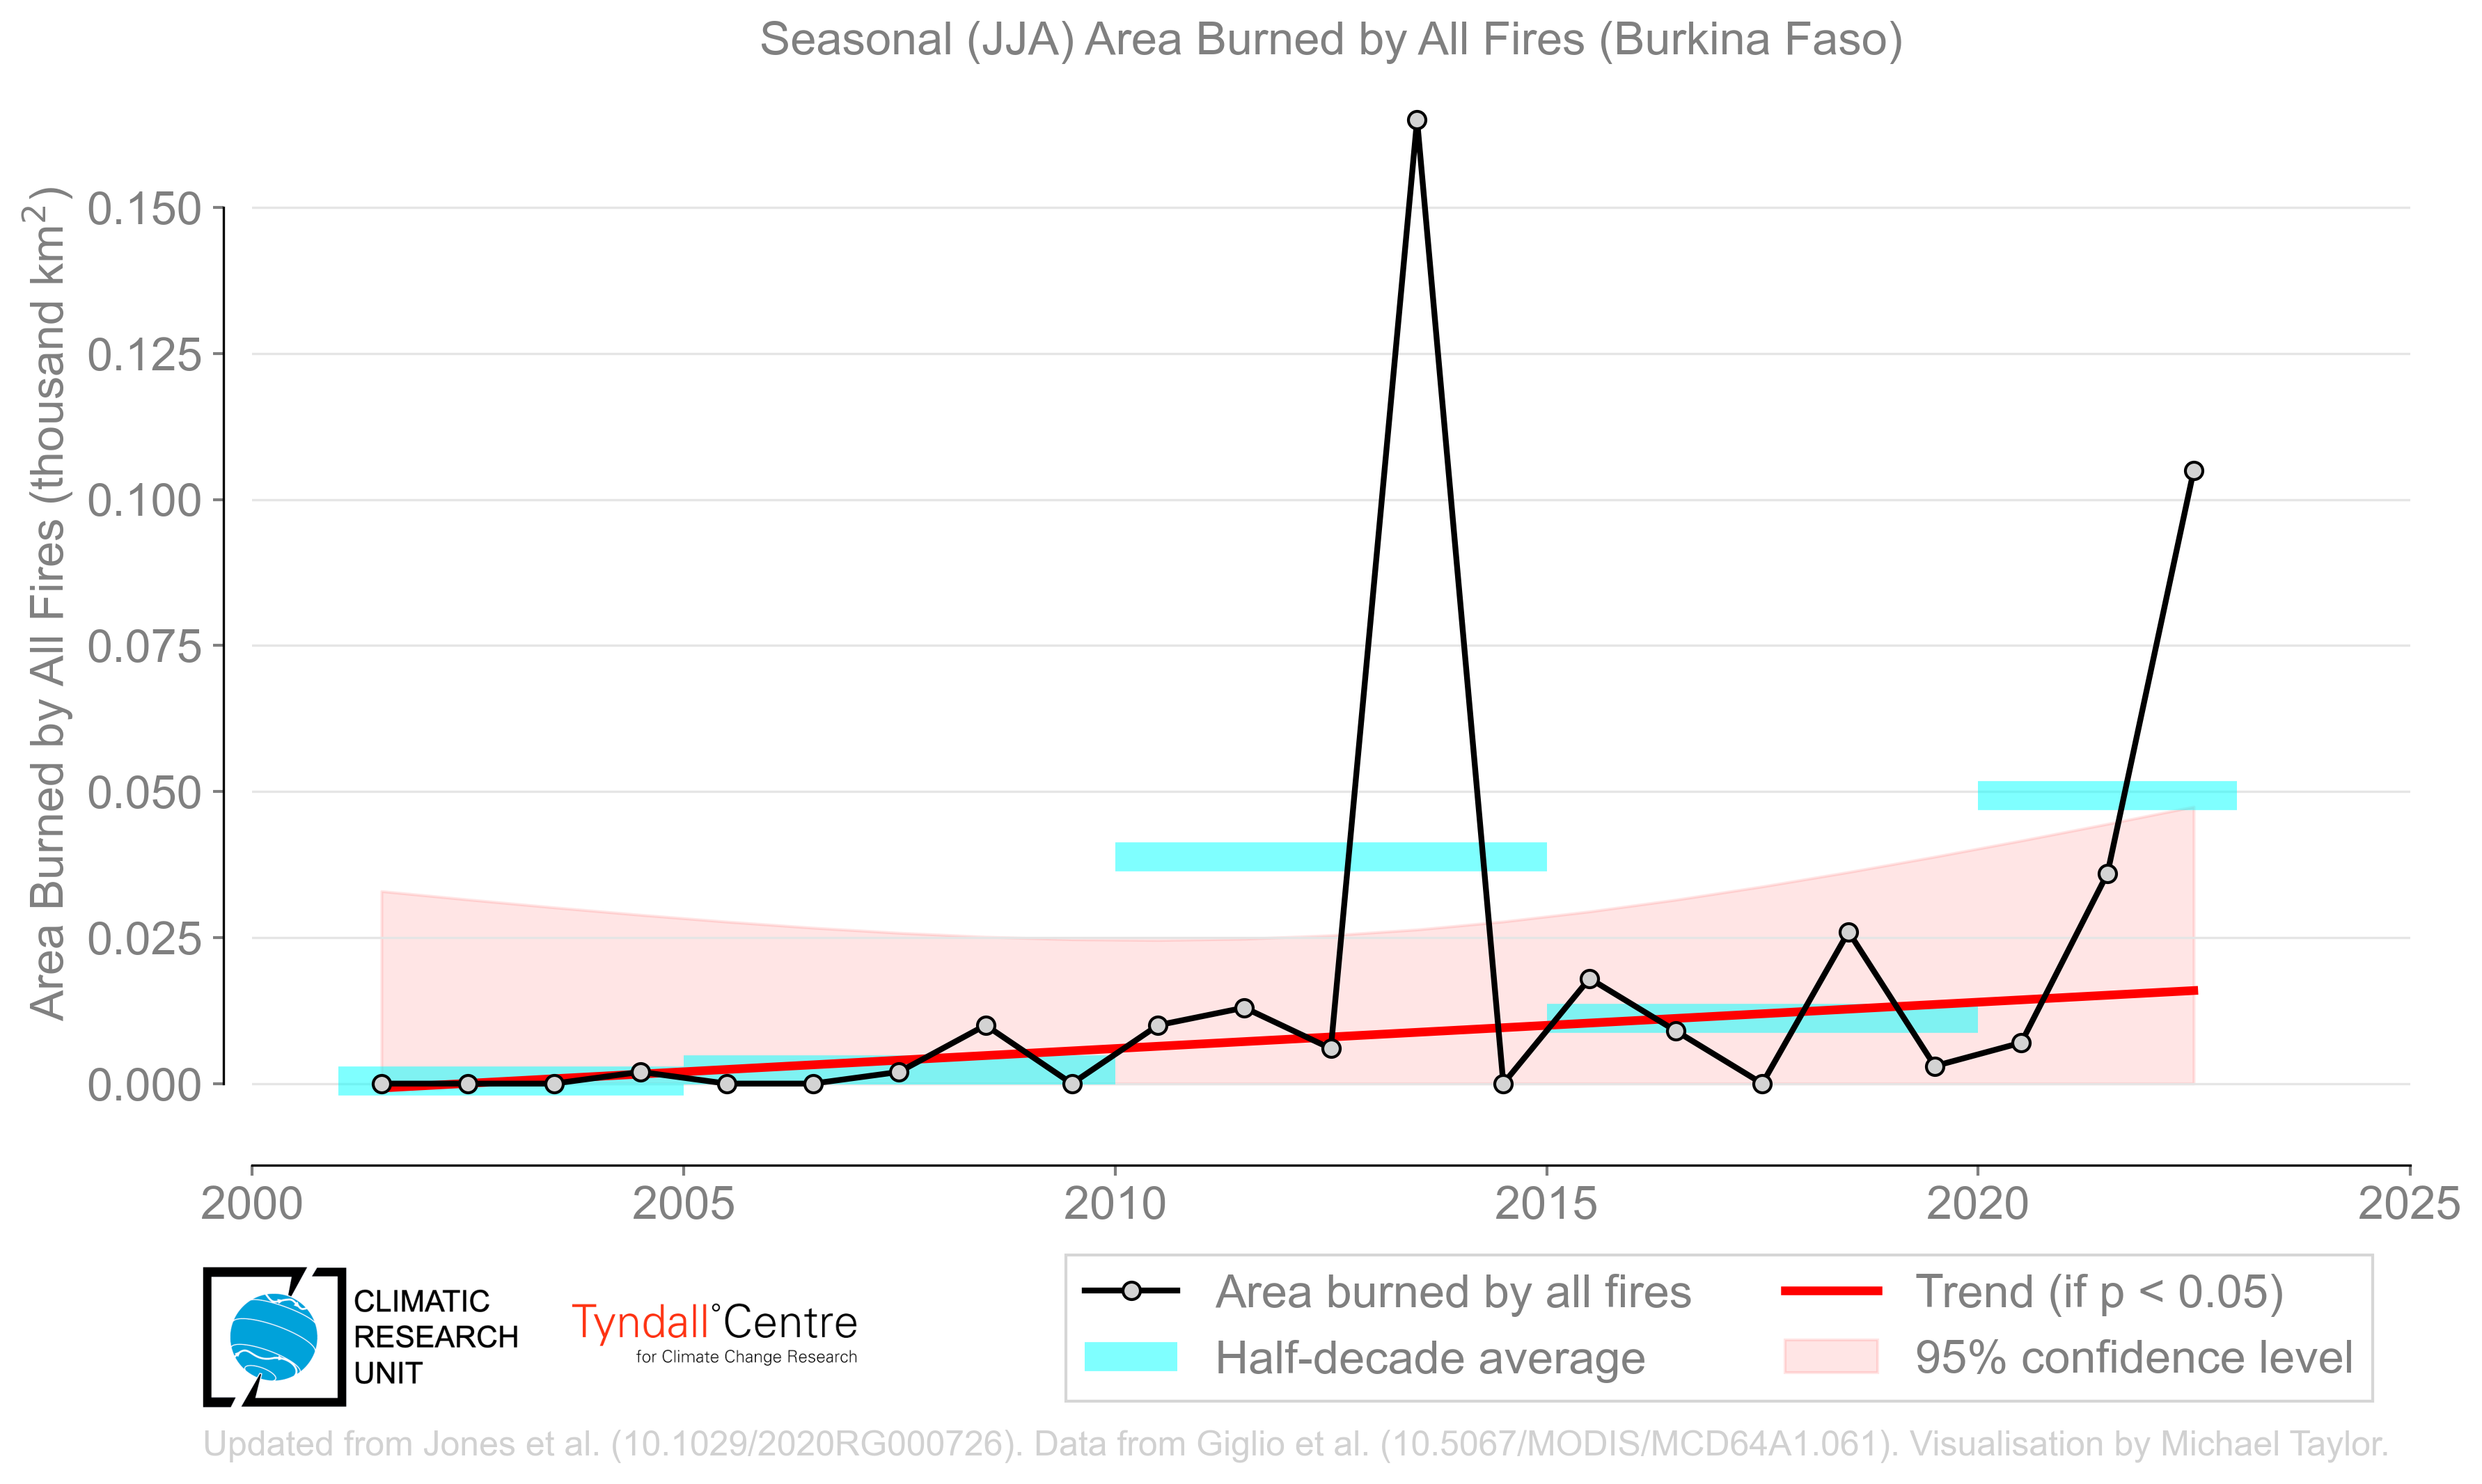 Seasonal (JJA) Area Burned by All Fires (Burkina Faso)
Area Burned by All Fires (thousand km²)
0.150
0.125
0.100
0.075
0.050
0.025
0.000
2000 2005 2010 2015 2020 2025
CLIMATIC
RESEARCH
UNIT
Tyndall°Centre
for Climate Change Research
Area burned by all fires
Half-decade average
Trend (if p < 0.05)
95% confidence level
Updated from Jones et al. (10.1029/2020RG000726). Data from Giglio et al. (10.5067/MODIS/MCD64A1.061). Visualisation by Michael Taylor.